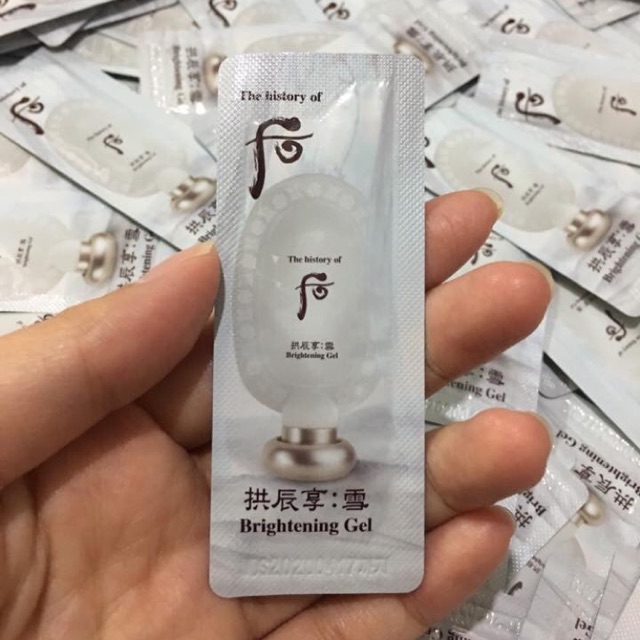 The history of
后
The history of
后
拱辰享:雪
Brightening Gel
拱辰享:雪
Brightening Gel